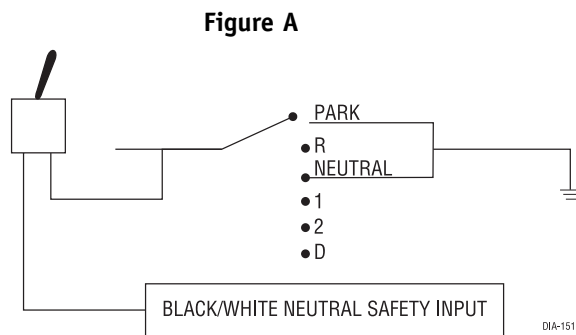 Figure A
PARK
R
NEUTRAL
1
2
D
BLACK/WHITE NEUTRAL SAFETY INPUT
DIA-151